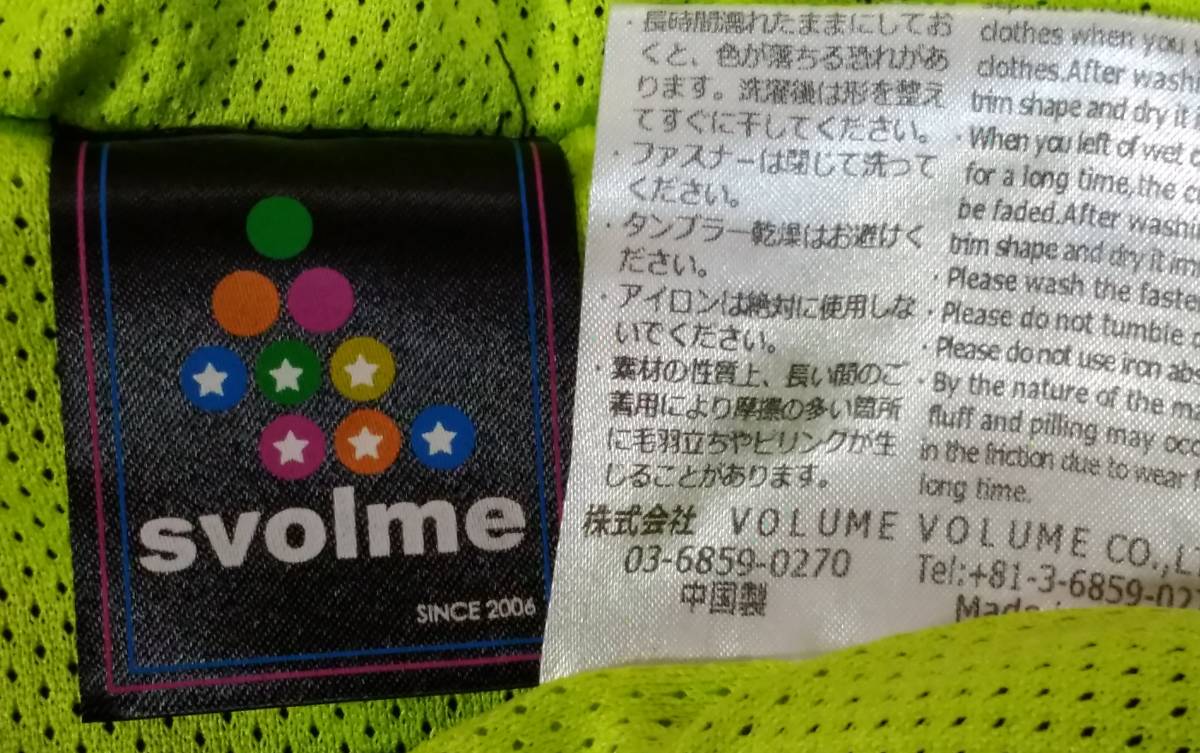 svolme
SINCE 2006
・長時間濡れたままにしてお
くと、色が落ちる恐れがあ
ります。洗濯後は形を整え
てすぐに干してください。
・ファスナーは閉じて洗って
ください。
・タンブラー乾燥はお避けく
ださい。
・アイロンは絶対に使用しな
いてください。
・素材の性質上、長い間のご
着用により摩擦の多い箇所
に毛羽立ちやピリングが生
じることがあります。
株式会社 VOLUME
03-6859-0270
中国製
clothes when you
clothes.After wash
trim shape and dry it
・When you left of wet
for a long time,the
be faded.After washi
trim shape and dry it im
・Please wash the faste
・Please do not tumble
・Please do not use iron abs
By the nature of the m
fluff and pilling may occ
in the friction due to wear
long time.
VOLUME CO.,L
Tel:+81-3-6859-02
Made